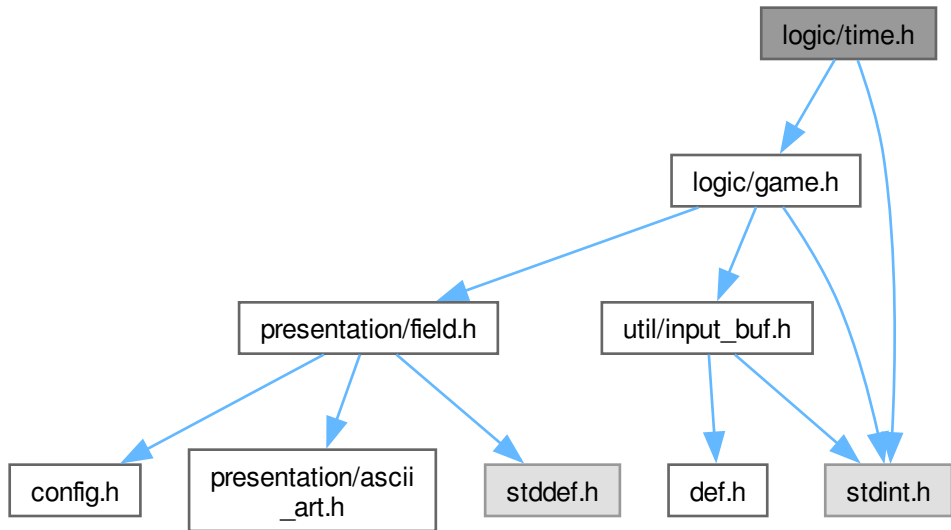 logic/time.h
logic/game.h
presentation/field.h
util/input_buf.h
config.h
presentation/ascii
_art.h
stddef.h
def.h
stdint.h